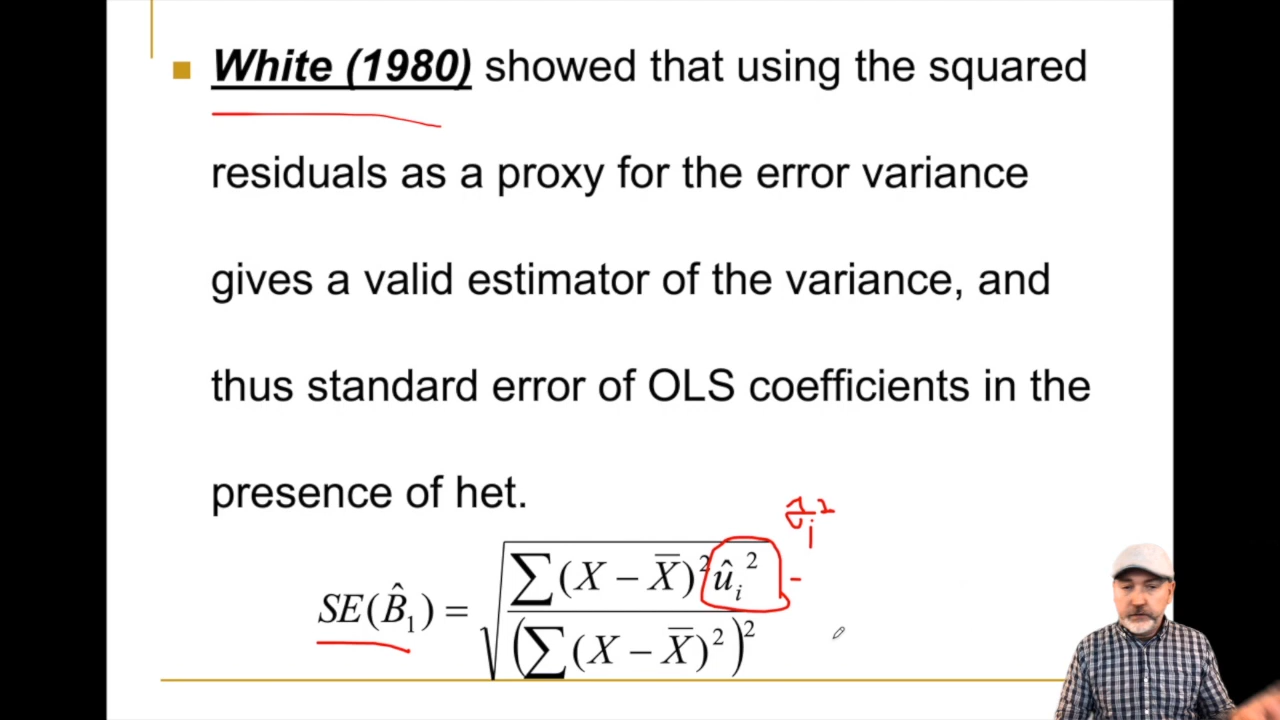 White (1980) showed that using the squared
residuals as a proxy for the error variance
gives a valid estimator of the variance, and
thus standard error of OLS coefficients in the
presence of het.
SE(B̂₁) = √(∑(X − X̅)² ûᵢ² / (∑(X − X̅)²)²)